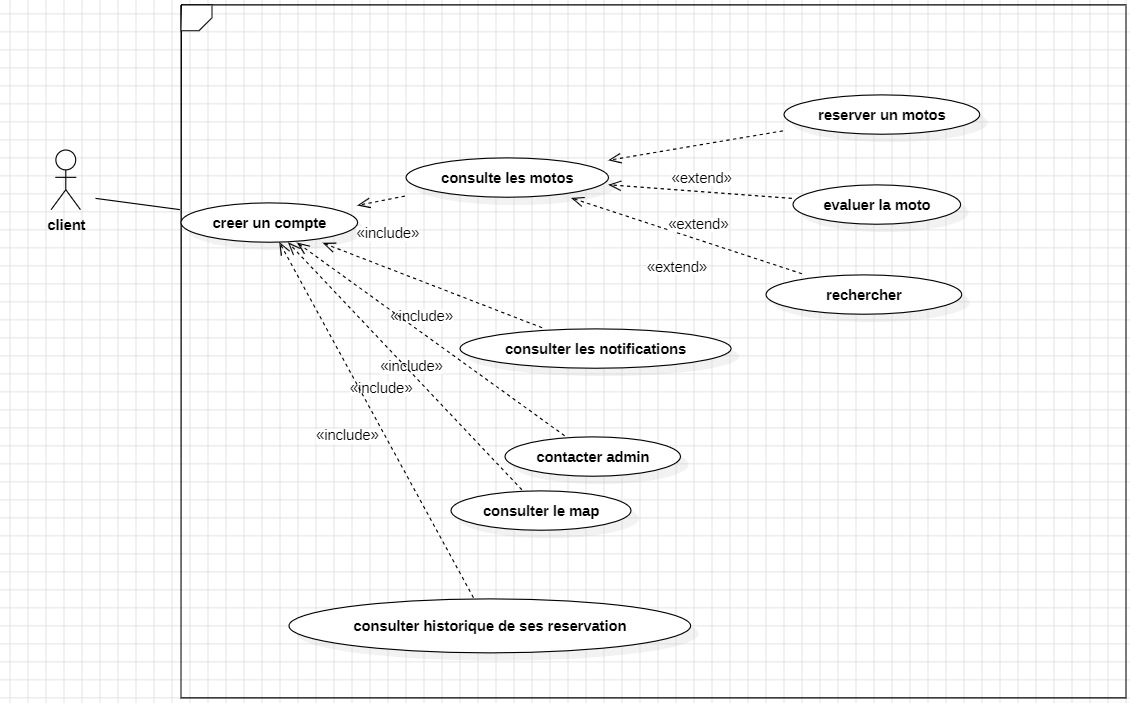 reserver un motos
consulte les motos
«extend»
evaluer la moto
client
creer un compte
«include»
«extend»
«extend»
rechercher
«include»
consulter les notifications
«include»
«include»
«include»
contacter admin
consulter le map
consulter historique de ses reservation